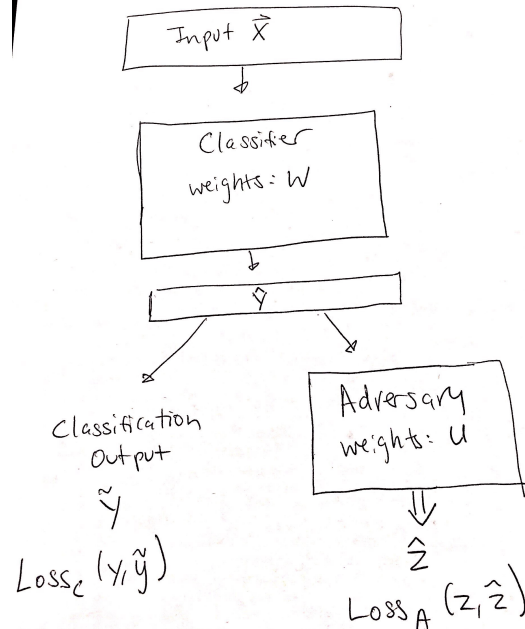 Input X⃗
Classifier
weights: W
ŷ
Classification
Output
ỹ
Loss_C (y, ỹ)
Adversary
weights: U
ẑ
Loss_A (z, ẑ)